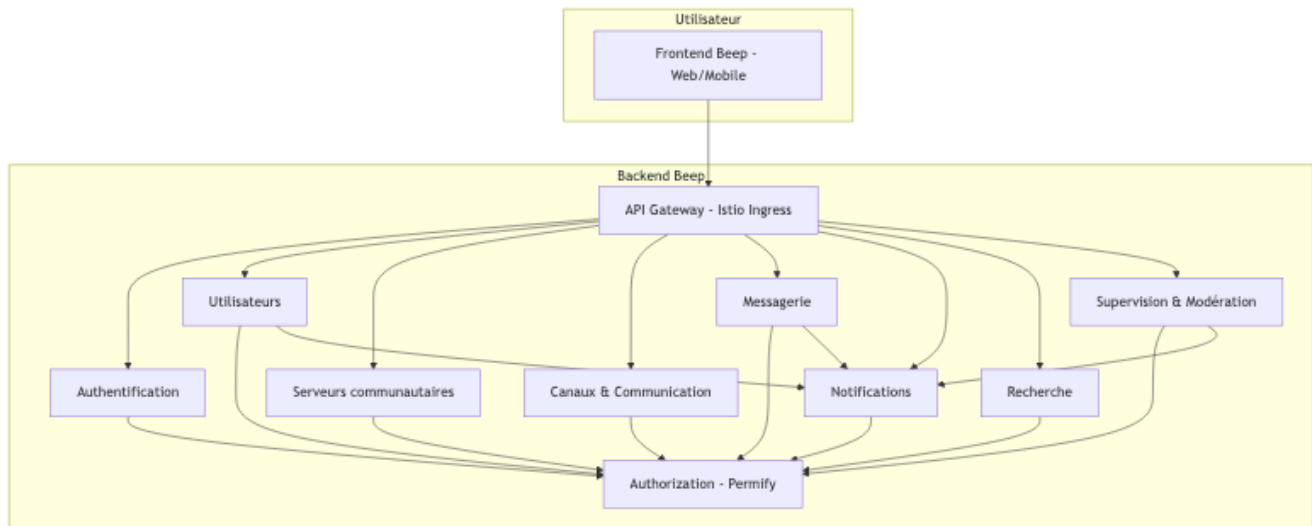 Utilisateur
Frontend Beep -
Web/Mobile
Backend Beep
API Gateway - Istio Ingress
Utilisateurs
Messagerie
Supervision & Modération
Authentification
Serveurs communautaires
Canaux & Communication
Notifications
Recherche
Authorization - Permify